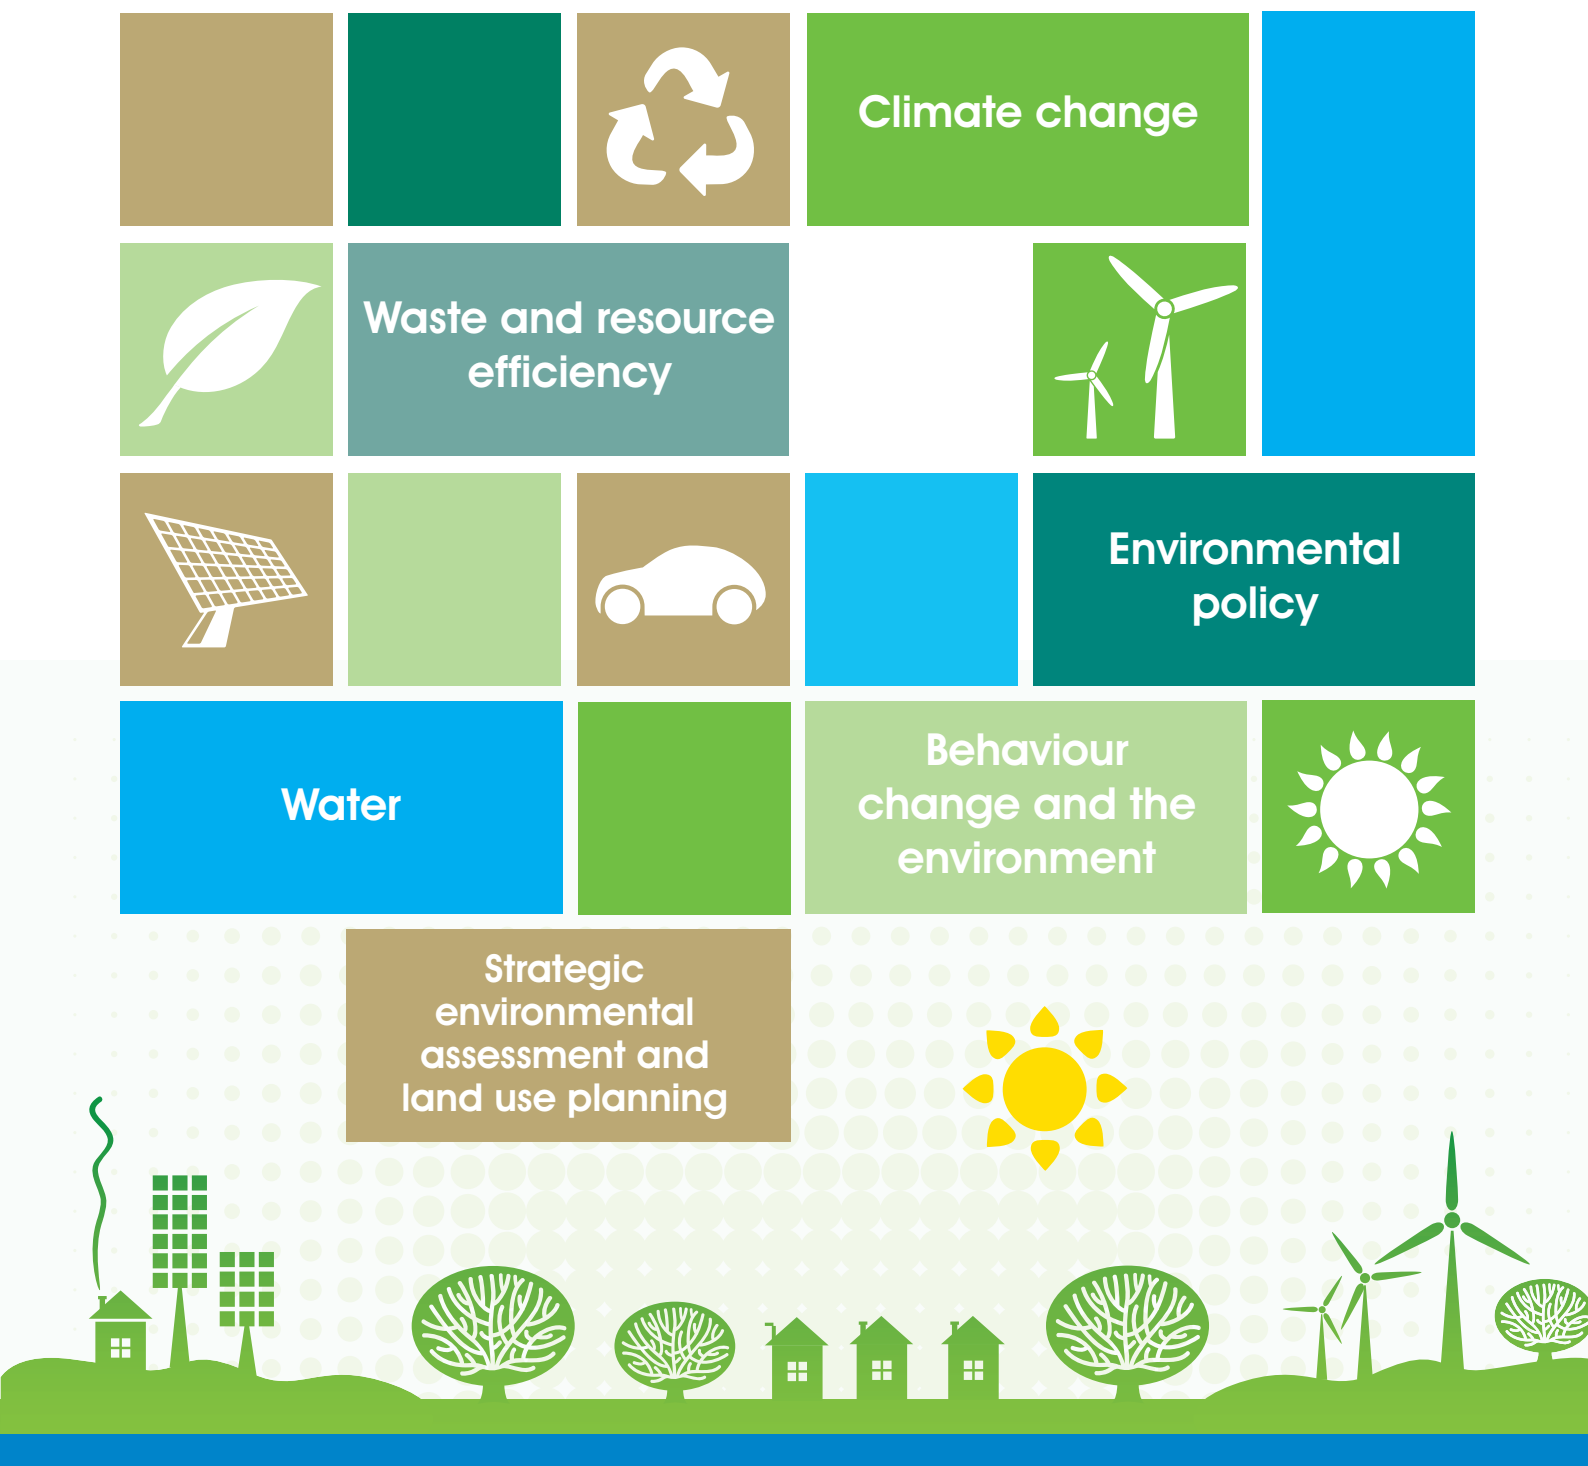 Climate change
Waste and resource
efficiency
Environmental
policy
Water
Behaviour
change and the
environment
Strategic
environmental
assessment and
land use planning